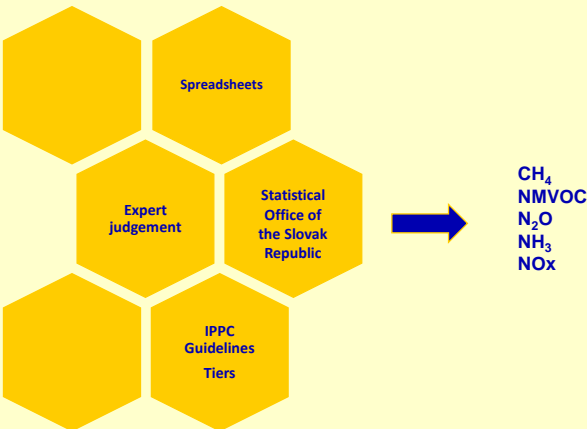 Spreadsheets
Expert
judgement
Statistical
Office of
the Slovak
Republic
IPPC
Guidelines
Tiers
CH₄
NMVOC
N₂O
NH₃
NOx